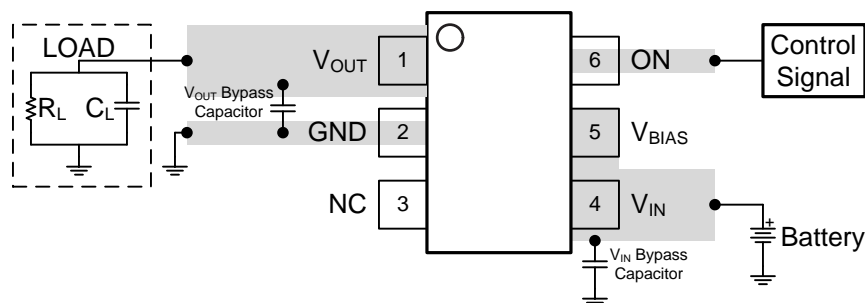 LOAD
R_L C_L
V_OUT 1
V_OUT Bypass
Capacitor
GND 2
NC 3
6 ON
5 V_BIAS
4 V_IN
Control
Signal
V_IN Bypass
Capacitor
+
Battery